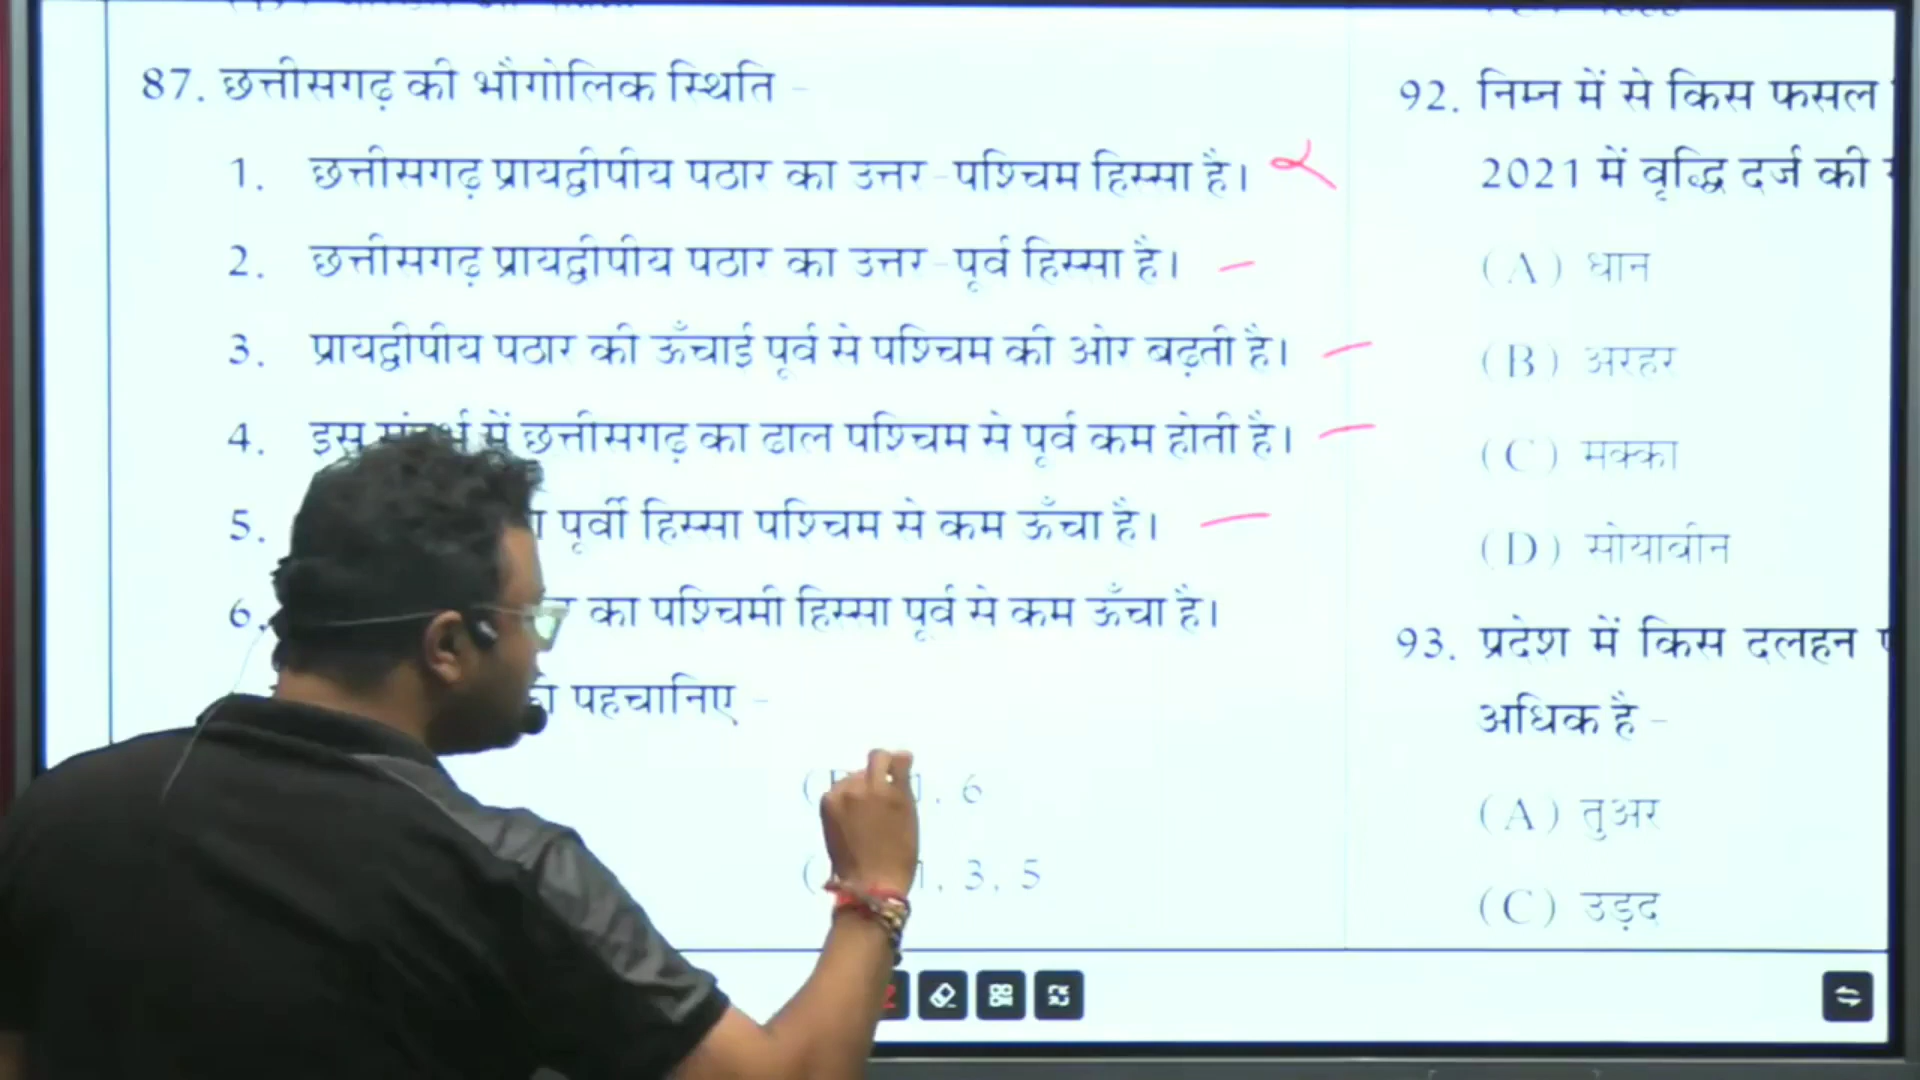 87. छत्तीसगढ़ की भौगोलिक स्थिति -
1. छत्तीसगढ़ प्रायद्वीपीय पठार का उत्तर-पश्चिम हिस्सा है।
2. छत्तीसगढ़ प्रायद्वीपीय पठार का उत्तर-पूर्व हिस्सा है।
3. प्रायद्वीपीय पठार की ऊँचाई पूर्व से पश्चिम की ओर बढ़ती है।
4. इस में छत्तीसगढ़ का ढाल पश्चिम से पूर्व कम होती है।
5. पूर्वी हिस्सा पश्चिम से कम ऊँचा है।
6. का पश्चिमी हिस्सा पूर्व से कम ऊँचा है।
पहचानिए -
1, 6
1, 3, 5
92. निम्न में से किस फसल
2021 में वृद्धि दर्ज की
(A) धान
(B) अरहर
(C) मक्का
(D) सोयाबीन
93. प्रदेश में किस दलहन
अधिक है -
(A) तुअर
(C) उड़द